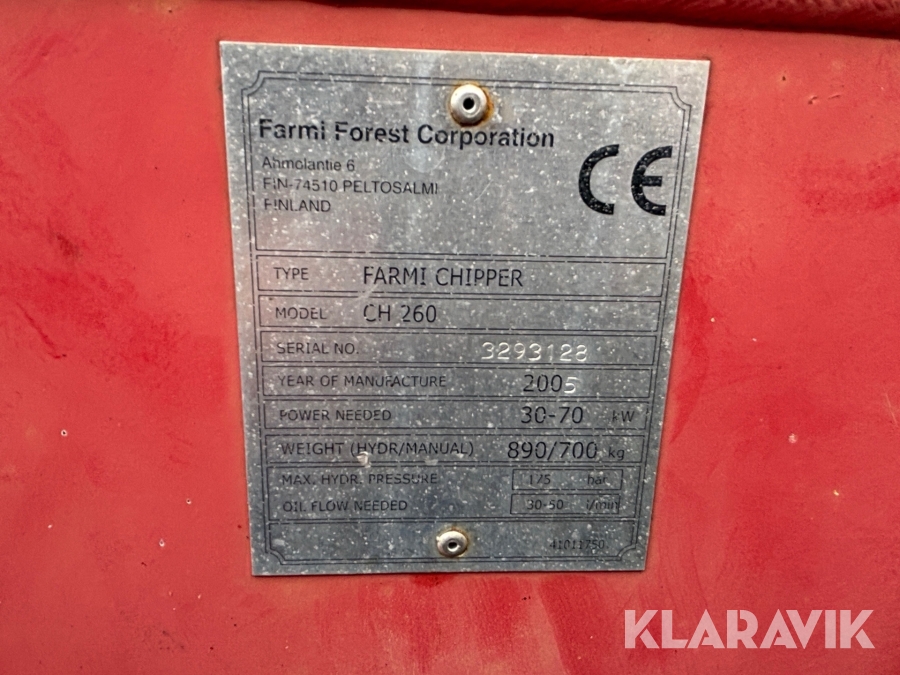 Farmi Forest Corporation
Ahmolantie 6
FIN-74510 PELTOSALMI
FINLAND
CE
TYPE FARMI CHIPPER
MODEL CH 260
SERIAL NO. 3293128
YEAR OF MANUFACTURE 2005
POWER NEEDED 30-70 kW
WEIGHT (HYDR/MANUAL) 890/700 kg
MAX. HYDR. PRESSURE 175 bar
OIL FLOW NEEDED 30-50 l/min
41011750
KLARAVIK